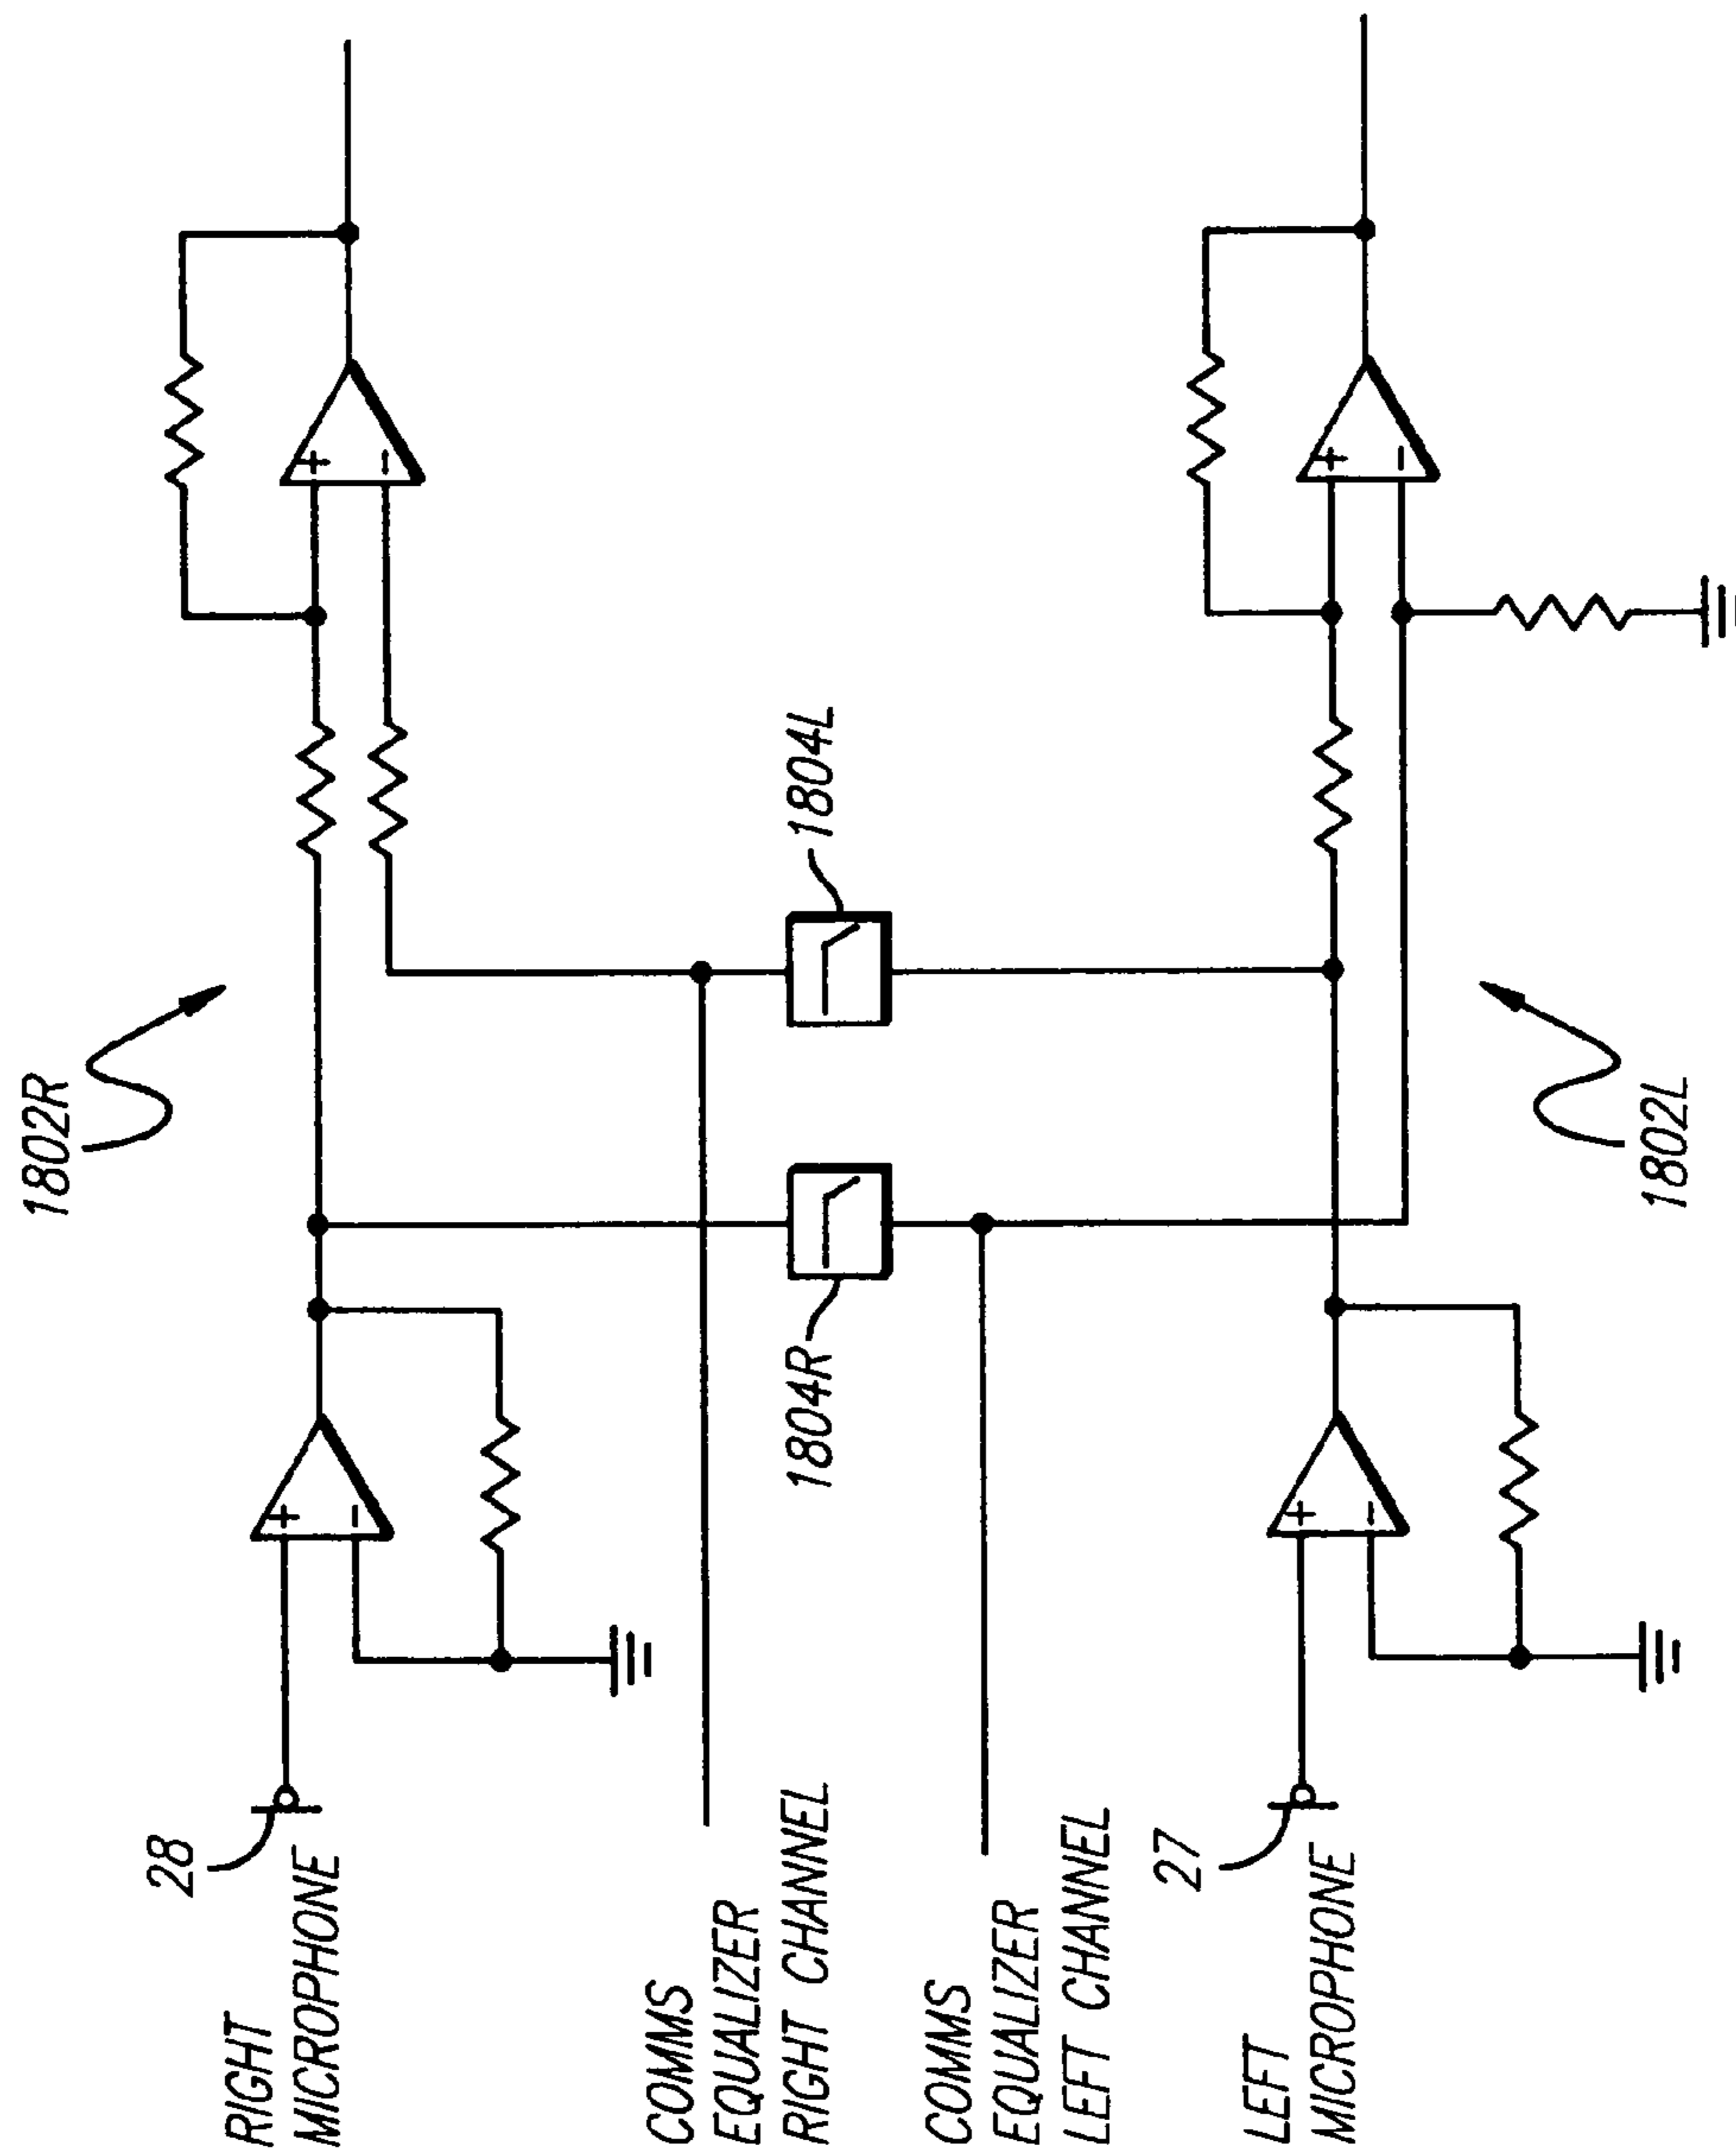 RIGHT
MICROPHONE
28
1802R
+
−
+
−
COMMS
EQUALIZER
RIGHT CHANNEL
1804R
1804L
COMMS
EQUALIZER
LEFT CHANNEL
LEFT
MICROPHONE
27
+
−
+
−
1802L